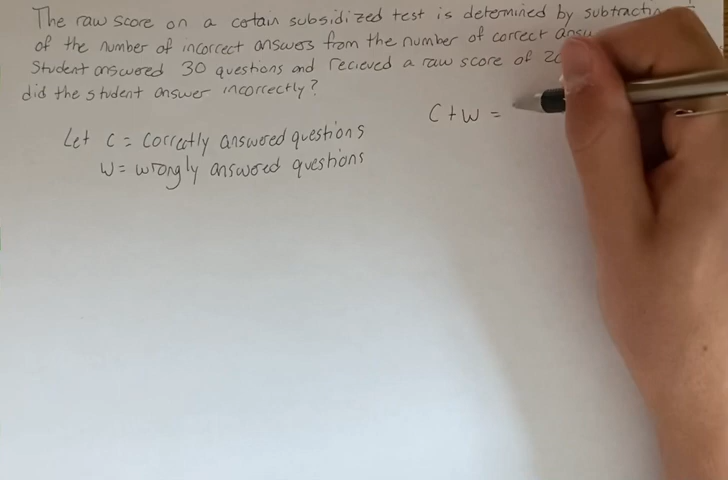 The raw score on a cotain subsidized test is determined by
of the number of incorrect answers from the number of correct
Student answered 30 questions and recieved a raw score of
did the student answer incorrectly?
C + W =
Let C = Correctly answered questions
W = wrongly answered questions